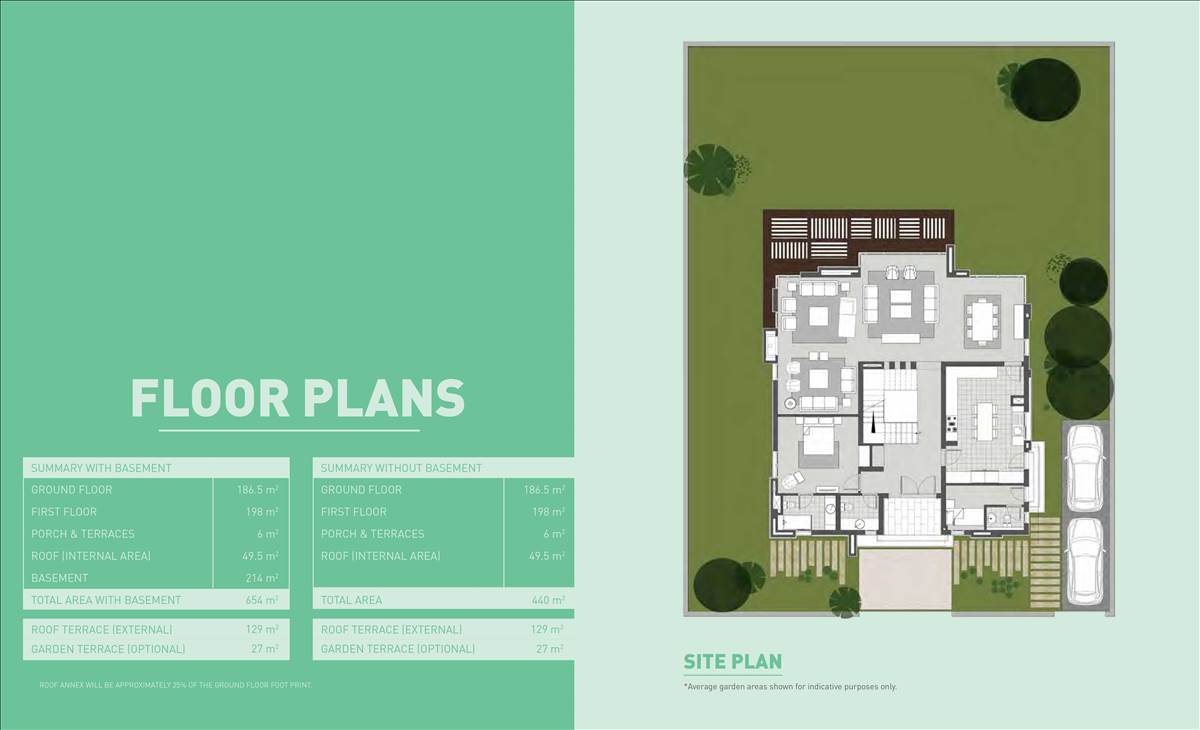 FLOOR PLANS
SUMMARY WITH BASEMENT
GROUND FLOOR 186.5 m²
FIRST FLOOR 198 m²
PORCH & TERRACES 6 m²
ROOF (INTERNAL AREA) 49.5 m²
BASEMENT 214 m²
TOTAL AREA WITH BASEMENT 654 m²
ROOF TERRACE (EXTERNAL) 129 m²
GARDEN TERRACE (OPTIONAL) 27 m²
SUMMARY WITHOUT BASEMENT
GROUND FLOOR 186.5 m²
FIRST FLOOR 198 m²
PORCH & TERRACES 6 m²
ROOF (INTERNAL AREA) 49.5 m²
TOTAL AREA 440 m²
ROOF TERRACE (EXTERNAL) 129 m²
GARDEN TERRACE (OPTIONAL) 27 m²
ROOF ANNEX WILL BE APPROXIMATELY 25% OF THE GROUND FLOOR FOOT PRINT.
SITE PLAN
*Average garden areas shown for indicative purposes only.